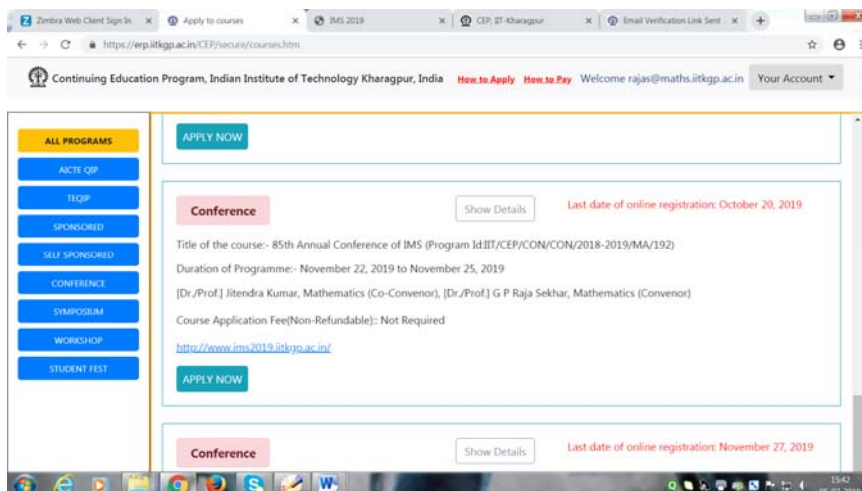 Zimbra Web Client Sign In
Apply to courses
IMS 2019
CEP, IIT-Kharagpur
Email Verification Link Sent
https://erp.iitkgp.ac.in/CEP/secure/courses.htm
Continuing Education Program, Indian Institute of Technology Kharagpur, India How to Apply How to Pay Welcome rajas@maths.iitkgp.ac.in Your Account
ALL PROGRAMS
AICTE QIP
TEQIP
SPONSORED
SELF SPONSORED
CONFERENCE
SYMPOSIUM
WORKSHOP
STUDENT FEST
APPLY NOW
Conference Show Details Last date of online registration: October 20, 2019
Title of the course:- 85th Annual Conference of IMS (Program Id:IIT/CEP/CON/CON/2018-2019/MA/192)
Duration of Programme:- November 22, 2019 to November 25, 2019
[Dr./Prof.] Jitendra Kumar, Mathematics (Co-Convenor), [Dr./Prof.] G P Raja Sekhar, Mathematics (Convenor)
Course Application Fee(Non-Refundable):: Not Required
http://www.ims2019.iitkgp.ac.in/
APPLY NOW
Conference Show Details Last date of online registration: November 27, 2019
15:42